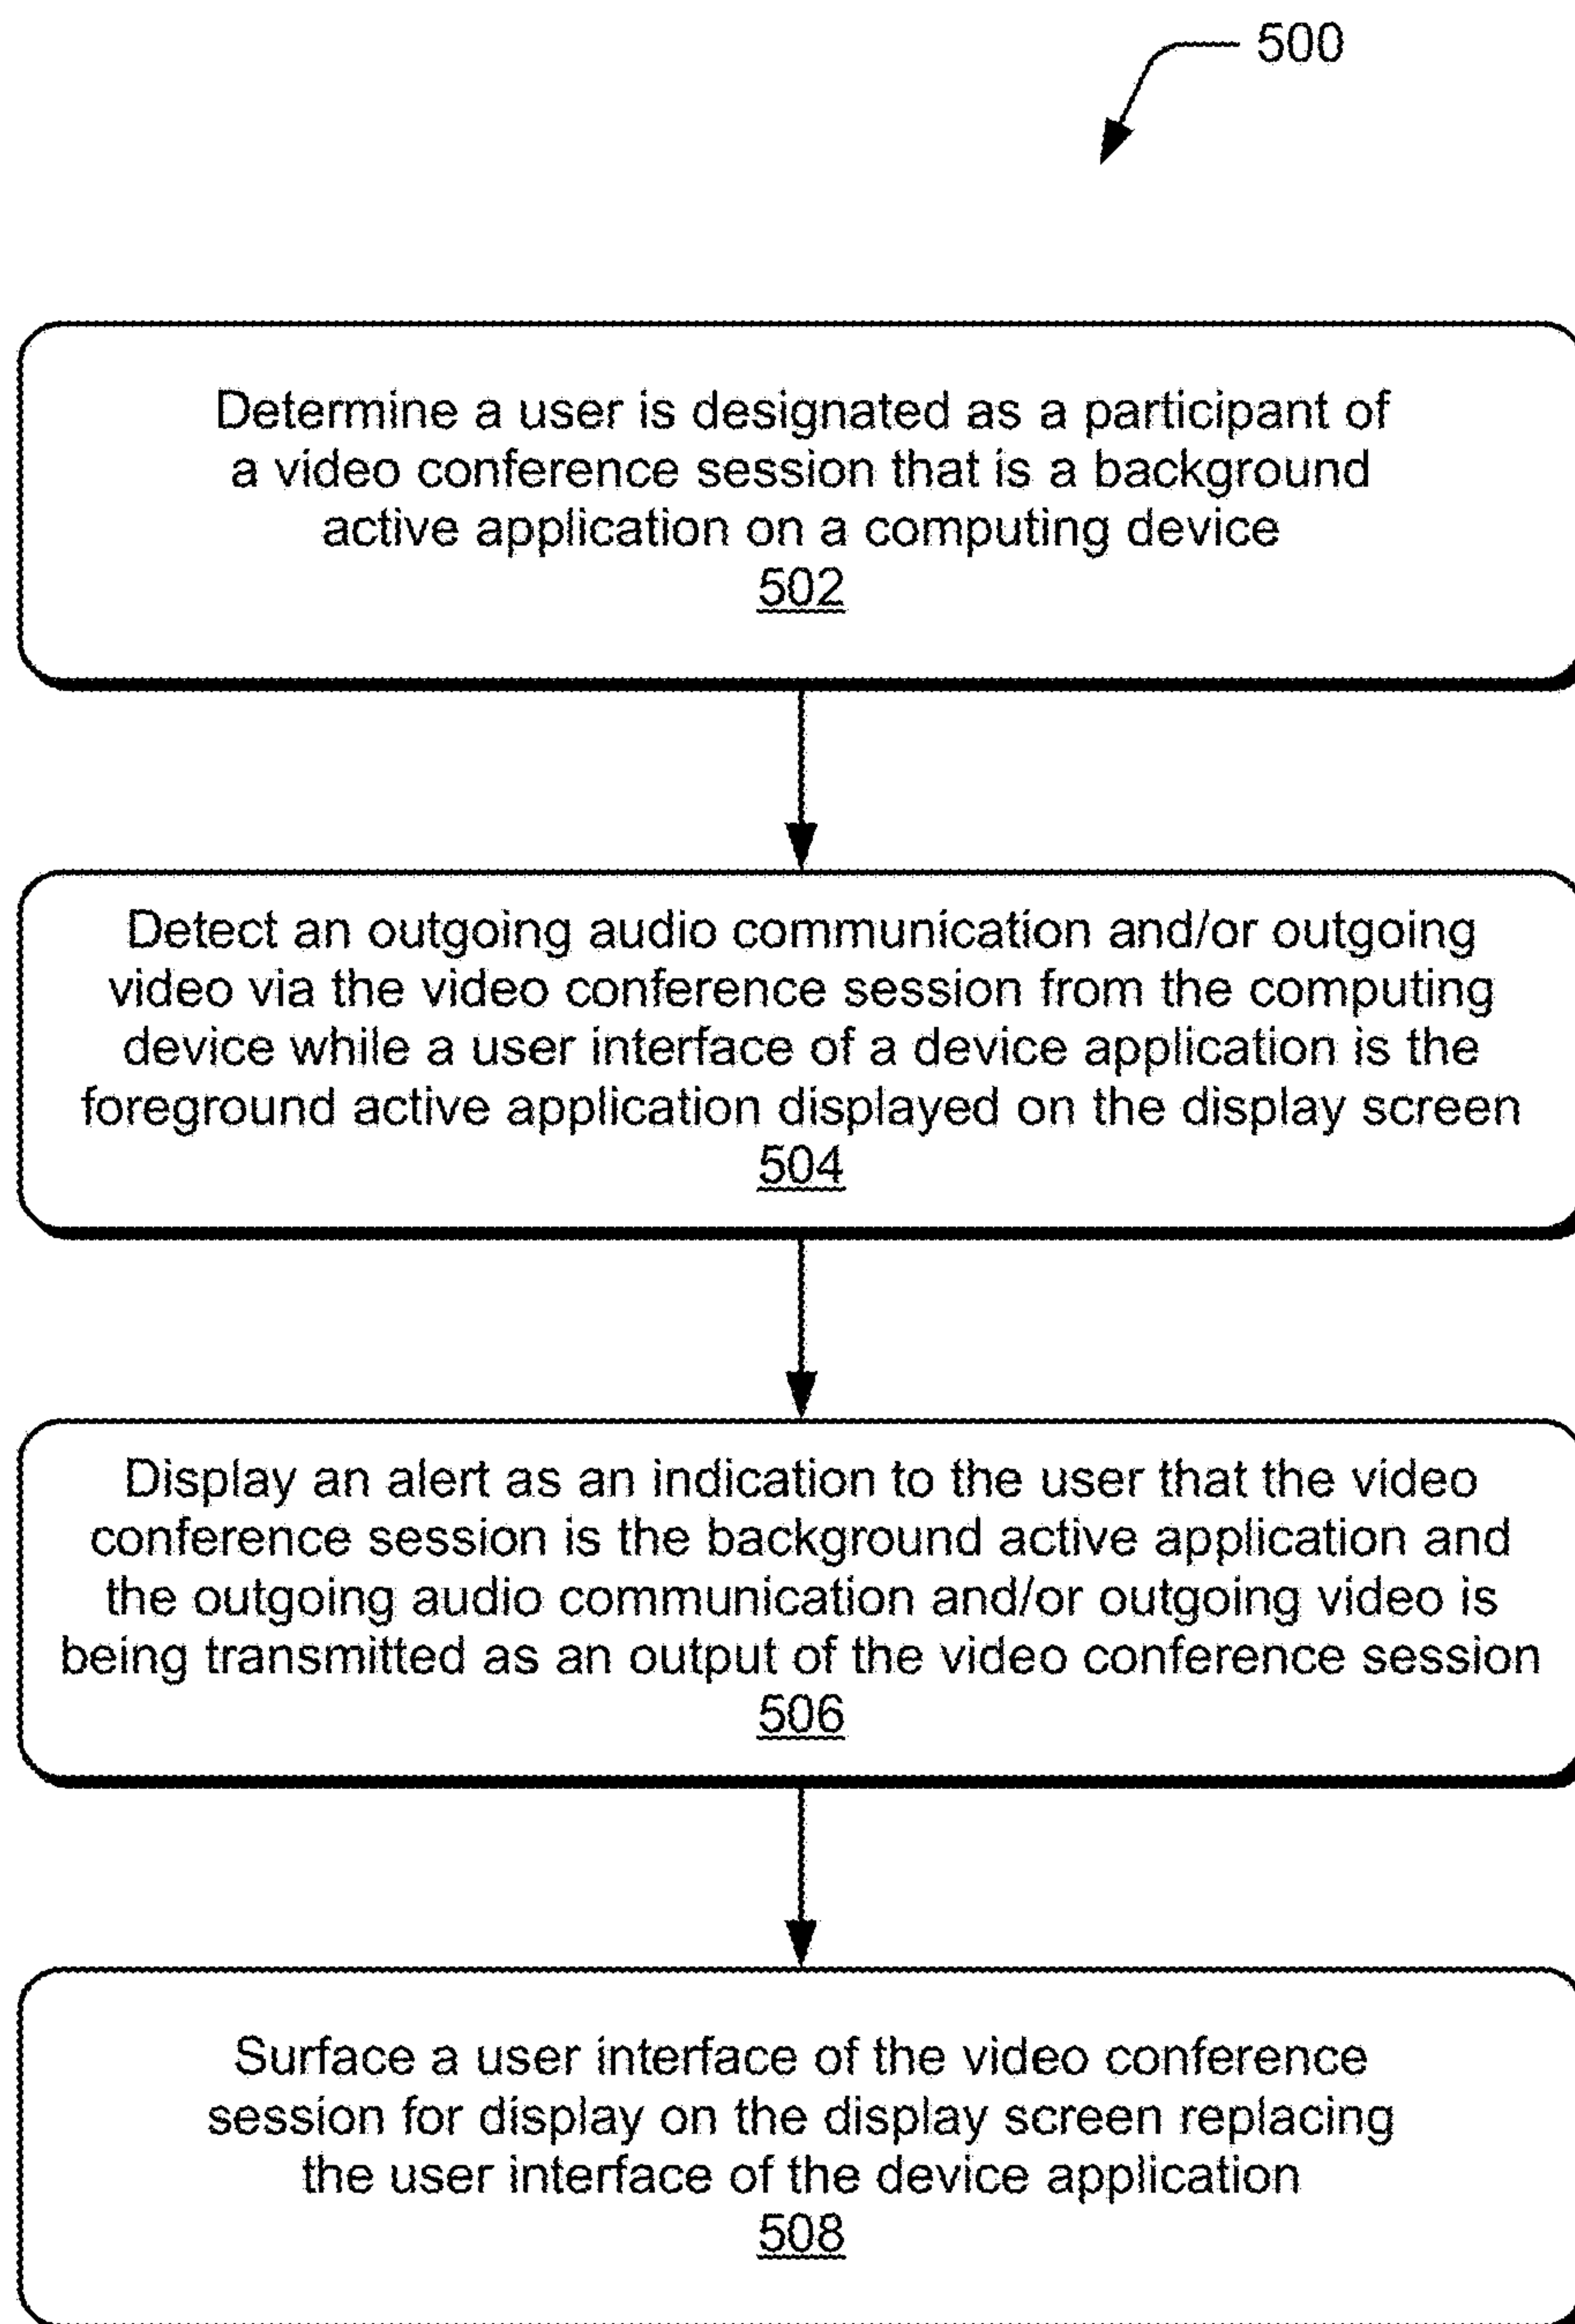 500
Determine a user is designated as a participant of
a video conference session that is a background
active application on a computing device
502
Detect an outgoing audio communication and/or outgoing
video via the video conference session from the computing
device while a user interface of a device application is the
foreground active application displayed on the display screen
504
Display an alert as an indication to the user that the video
conference session is the background active application and
the outgoing audio communication and/or outgoing video is
being transmitted as an output of the video conference session
506
Surface a user interface of the video conference
session for display on the display screen replacing
the user interface of the device application
508